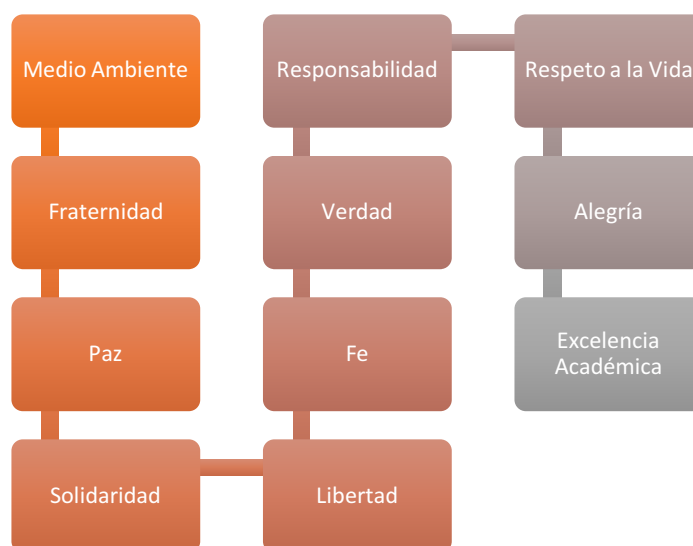 Medio Ambiente
Fraternidad
Paz
Solidaridad
Libertad
Fe
Verdad
Responsabilidad
Respeto a la Vida
Alegría
Excelencia
Académica